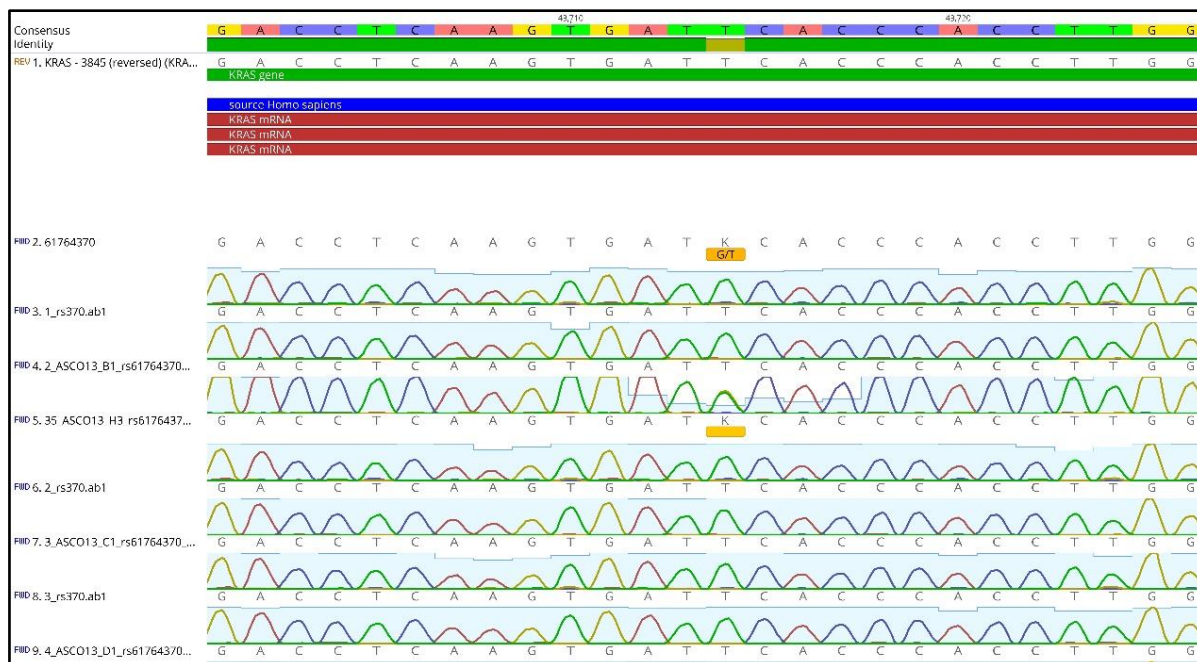 43,710 43,720
Consensus G A C C T C A A G T G A T T C A C C C A C C T T G G
Identity
REV 1. KRAS - 3845 (reversed) (KRA... G A C C T C A A G T G A T T C A C C C A C C T T G G
KRAS gene
source Homo sapiens
KRAS mRNA
KRAS mRNA
KRAS mRNA
FWD 2. 61764370 G A C C T C A A G T G A T K C A C C C A C C T T G G
G/T
FWD 3. 1_rs370.ab1 G A C C T C A A G T G A T T C A C C C A C C T T G G
FWD 4. 2_ASCO13_B1_rs61764370... G A C C T C A A G T G A T T C A C C C A C C T T G G
FWD 5. 35 ASCO13 H3 rs6176437... G A C C T C A A G T G A T K C A C C C A C C T T G G
FWD 6. 2_rs370.ab1 G A C C T C A A G T G A T T C A C C C A C C T T G G
FWD 7. 3_ASCO13_C1_rs61764370_... G A C C T C A A G T G A T T C A C C C A C C T T G G
FWD 8. 3_rs370.ab1 G A C C T C A A G T G A T T C A C C C A C C T T G G
FWD 9. 4_ASCO13_D1_rs61764370... G A C C T C A A G T G A T T C A C C C A C C T T G G